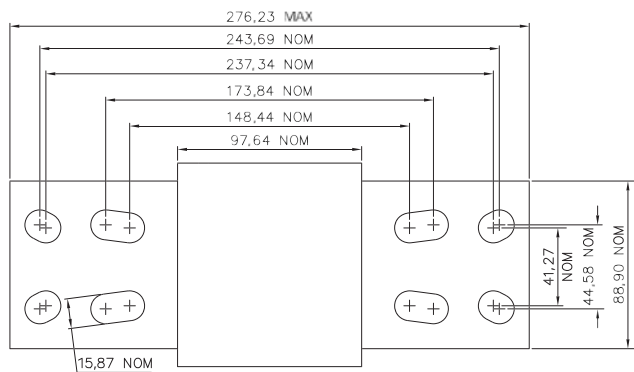 276,23 MAX
243,69 NOM
237,34 NOM
173,84 NOM
148,44 NOM
97,64 NOM
41,27
NOM
44,58 NOM
88,90 NOM
15,87 NOM